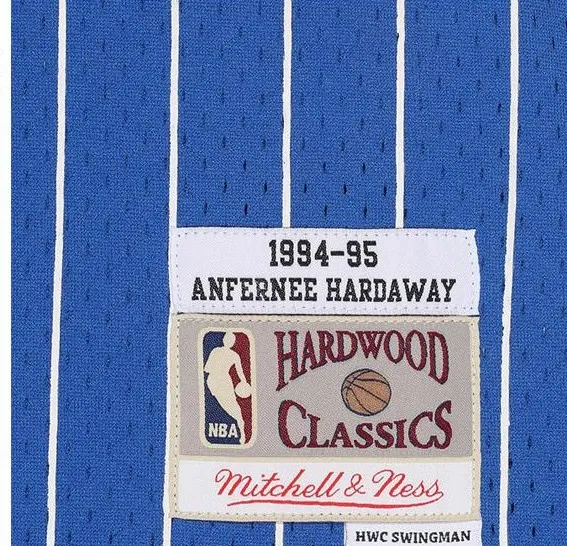 1994-95
ANFERNEE HARDAWAY
HARDWOOD
NBA
CLASSICS
Mitchell & Ness
HWC SWINGMAN